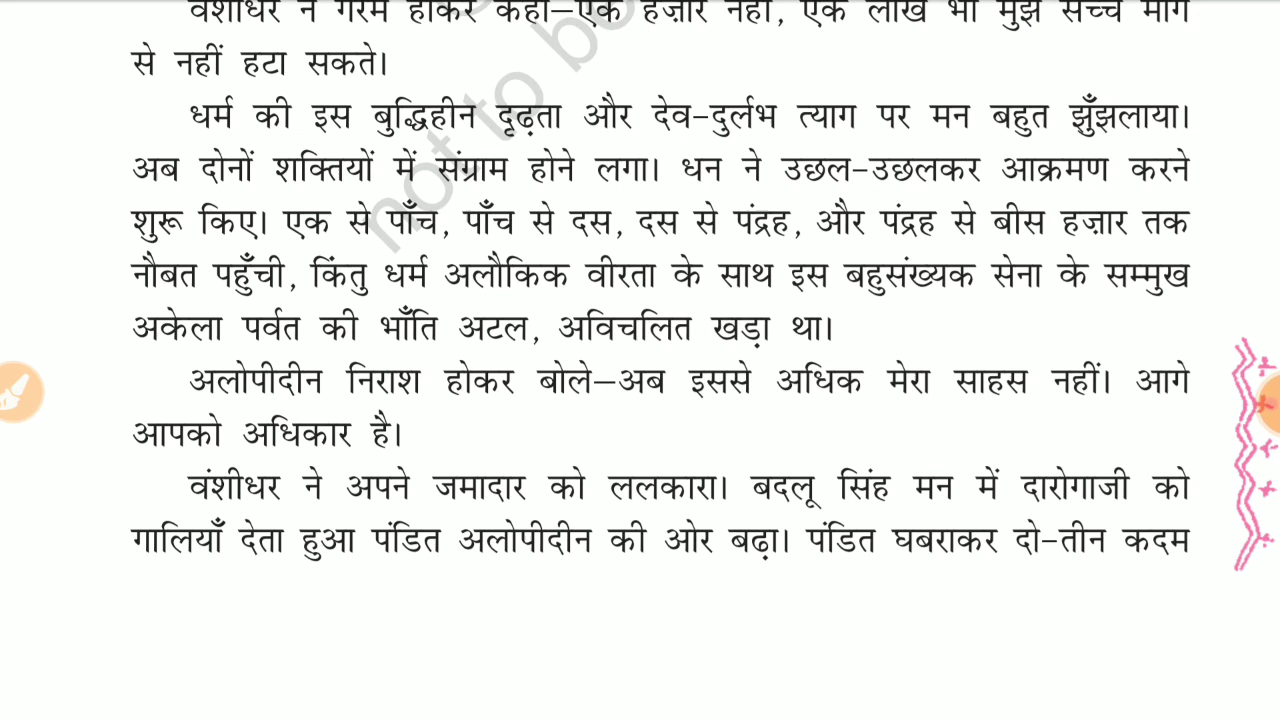 वंशीधर ने गरम होकर कहा–एक हज़ार नहीं, एक लाख भी मुझे सच्चे मार्ग
से नहीं हटा सकते।
धर्म की इस बुद्धिहीन दृढ़ता और देव-दुर्लभ त्याग पर मन बहुत झुँझलाया।
अब दोनों शक्तियों में संग्राम होने लगा। धन ने उछल-उछलकर आक्रमण करने
शुरू किए। एक से पाँच, पाँच से दस, दस से पंद्रह, और पंद्रह से बीस हज़ार तक
नौबत पहुँची, किंतु धर्म अलौकिक वीरता के साथ इस बहुसंख्यक सेना के सम्मुख
अकेला पर्वत की भाँति अटल, अविचलित खड़ा था।
अलोपीदीन निराश होकर बोले–अब इससे अधिक मेरा साहस नहीं। आगे
आपको अधिकार है।
वंशीधर ने अपने जमादार को ललकारा। बदलू सिंह मन में दारोगाजी को
गालियाँ देता हुआ पंडित अलोपीदीन की ओर बढ़ा। पंडित घबराकर दो-तीन कदम
not to be